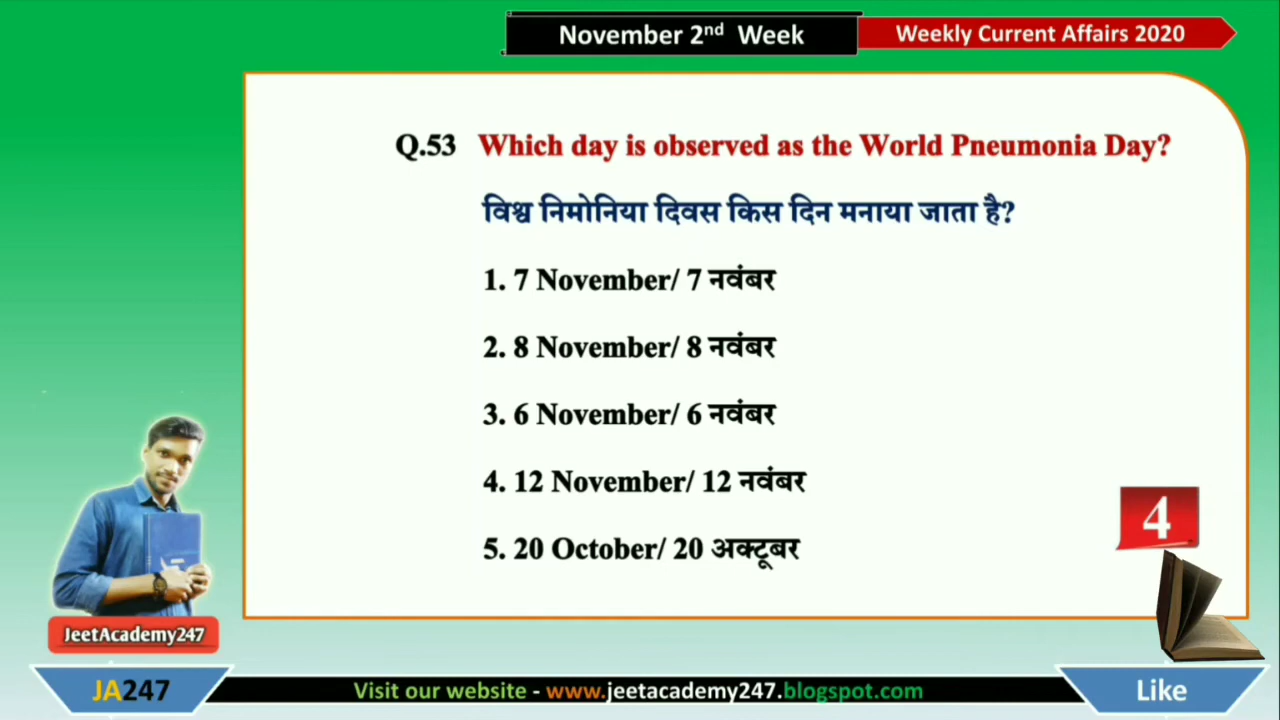 November 2nd Week
Weekly Current Affairs 2020
Q.53 Which day is observed as the World Pneumonia Day?
विश्व निमोनिया दिवस किस दिन मनाया जाता है?
1. 7 November/ 7 नवंबर
2. 8 November/ 8 नवंबर
3. 6 November/ 6 नवंबर
4. 12 November/ 12 नवंबर
5. 20 October/ 20 अक्टूबर
4
JeetAcademy247
JA247
Visit our website - www.jeetacademy247.blogspot.com
Like